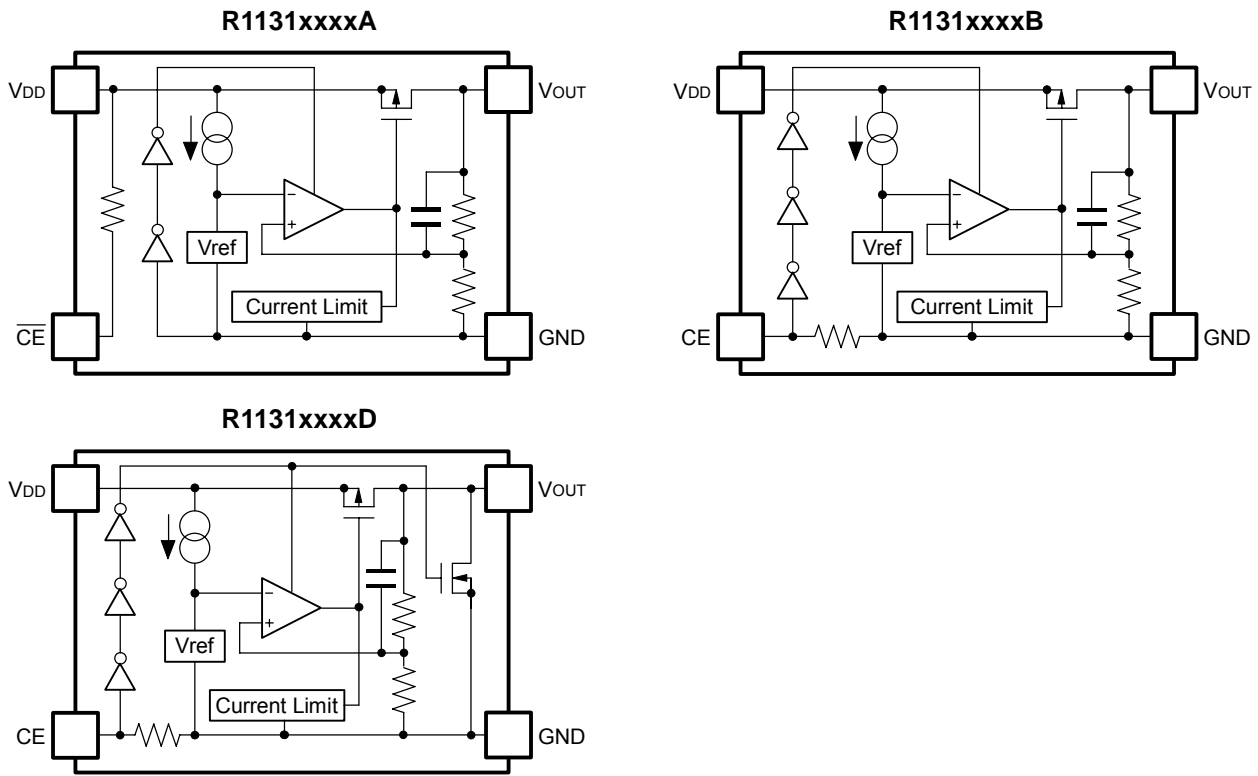 R1131xxxxA
VDD
VOUT
−
+
Vref
Current Limit
CE
GND
R1131xxxxB
VDD
VOUT
−
+
Vref
Current Limit
CE
GND
R1131xxxxD
VDD
VOUT
−
+
Vref
Current Limit
CE
GND